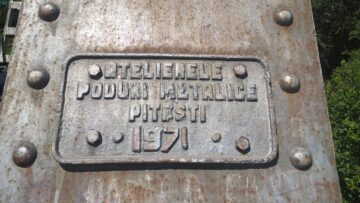 ATELIERELE
PODURI METALICE
PITESTI
1971